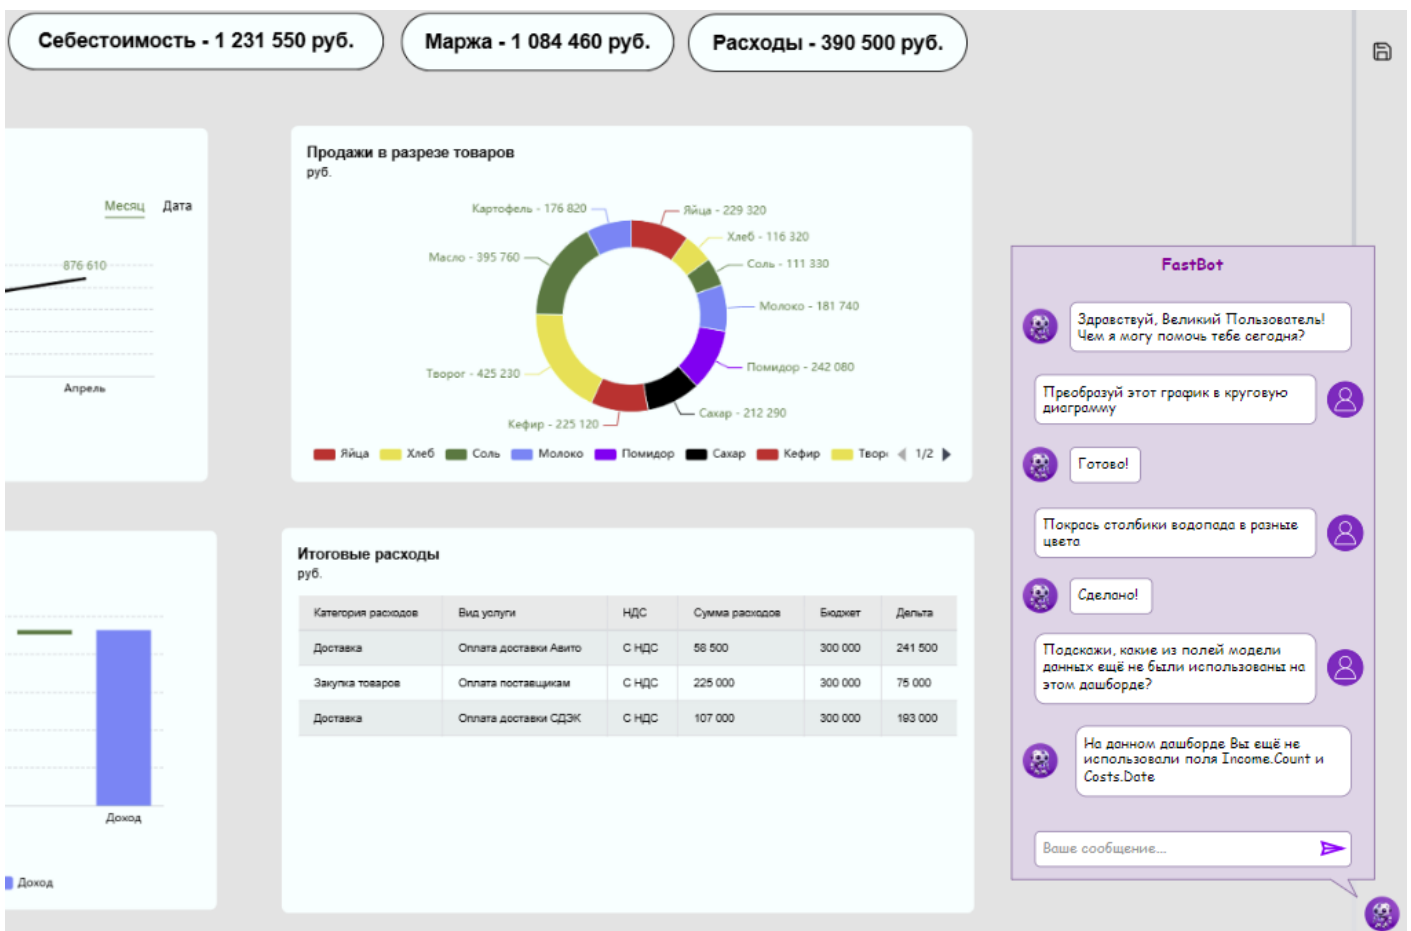 Себестоимость - 1 231 550 руб.
Маржа - 1 084 460 руб.
Расходы - 390 500 руб.
Месяц Дата
876 610
Апрель
Продажи в разрезе товаров
руб.
Картофель - 176 820
Яйца - 229 320
Хлеб - 116 320
Масло - 395 760
Соль - 111 330
Молоко - 181 740
Помидор - 242 080
Творог - 425 230
Сахар - 212 290
Кефир - 225 120
Яйца Хлеб Соль Молоко Помидор Сахар Кефир Твор 1/2
Доход
Доход
Итоговые расходы
руб.
Категория расходов Вид услуги НДС Сумма расходов Бюджет Дельта
Доставка Оплата доставки Авито С НДС 58 500 300 000 241 500
Закупка товаров Оплата поставщикам С НДС 225 000 300 000 75 000
Доставка Оплата доставки СДЭК С НДС 107 000 300 000 193 000
FastBot
Здравствуй, Великий Пользователь!
Чем я могу помочь тебе сегодня?
Преобразуй этот график в круговую
диаграмму
Готово!
Покрась столбики водопада в разные
цвета
Сделано!
Подскажи, какие из полей модели
данных ещё не были использованы на
этом дашборде?
На данном дашборде Вы ещё не
использовали поля Income.Count и
Costs.Date
Ваше сообщение...